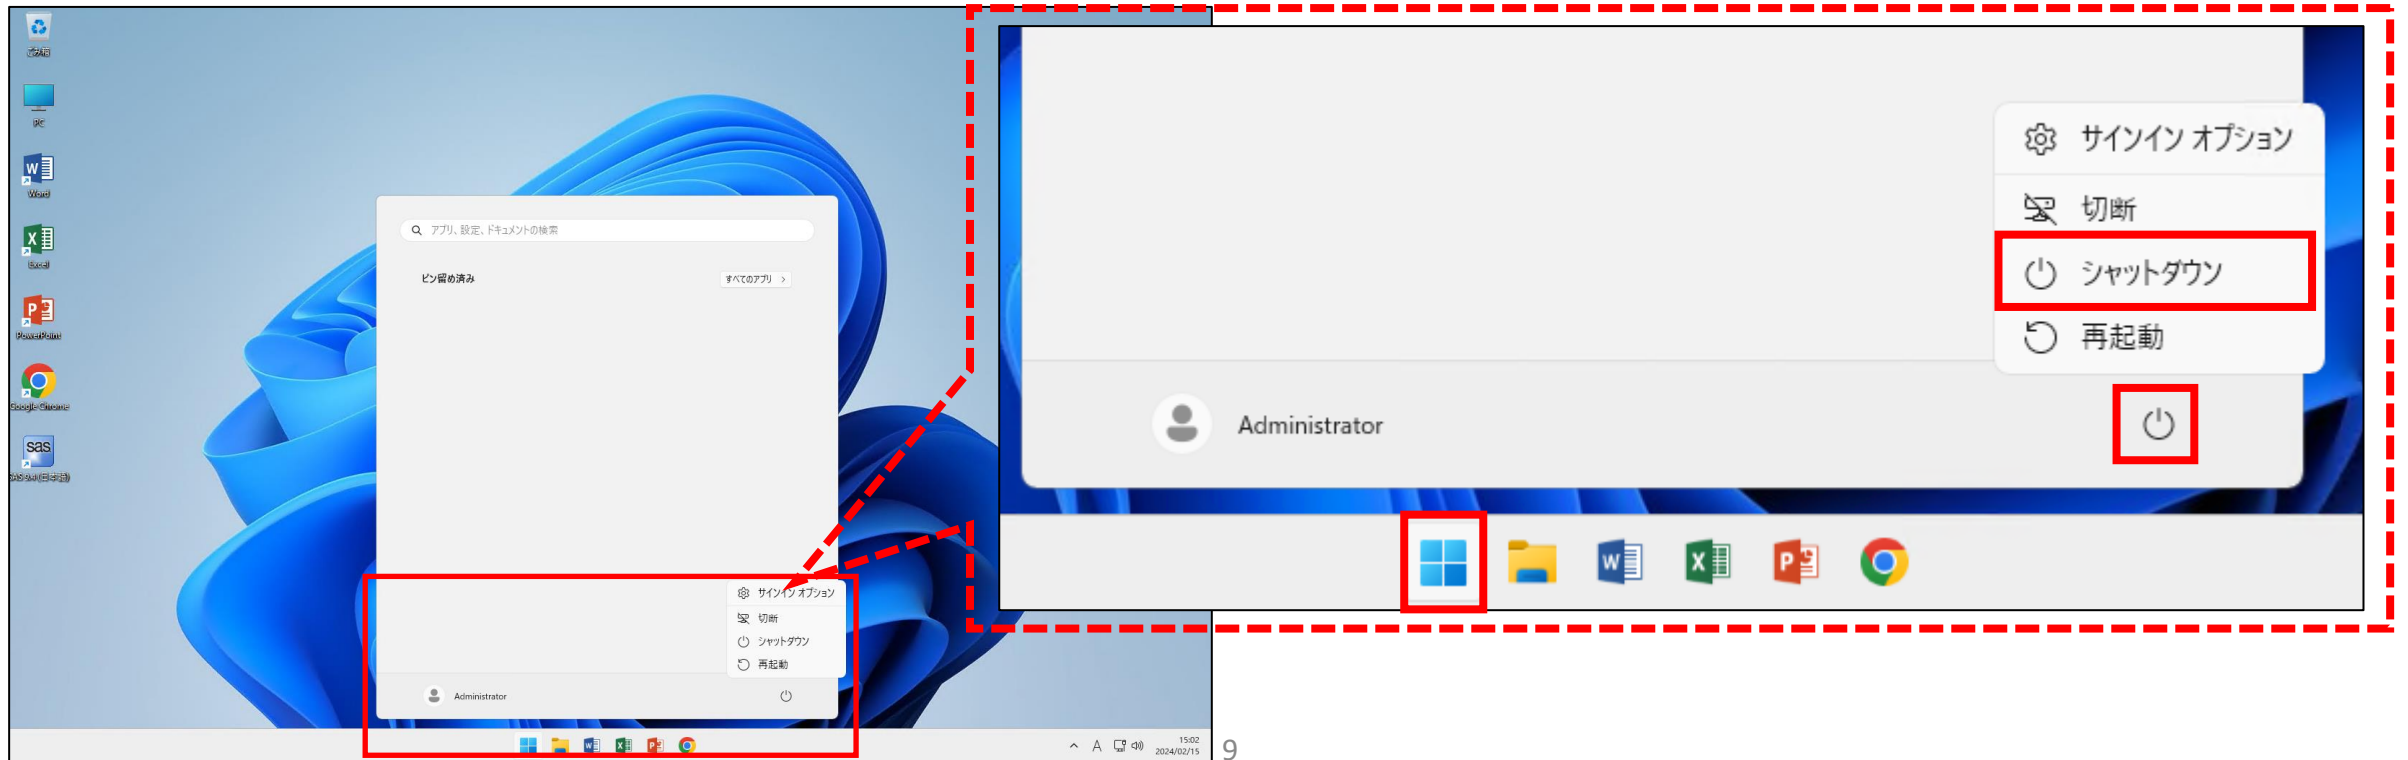 ごみ箱
PC
Word
Excel
PowerPoint
Google Chrome
sas
SAS 9.4 (日本語)
アプリ、設定、ドキュメントの検索
ピン留め済み
すべてのアプリ >
サインイン オプション
切断
シャットダウン
再起動
Administrator
A
15:02
2024/02/15
サインイン オプション
切断
シャットダウン
再起動
Administrator
9